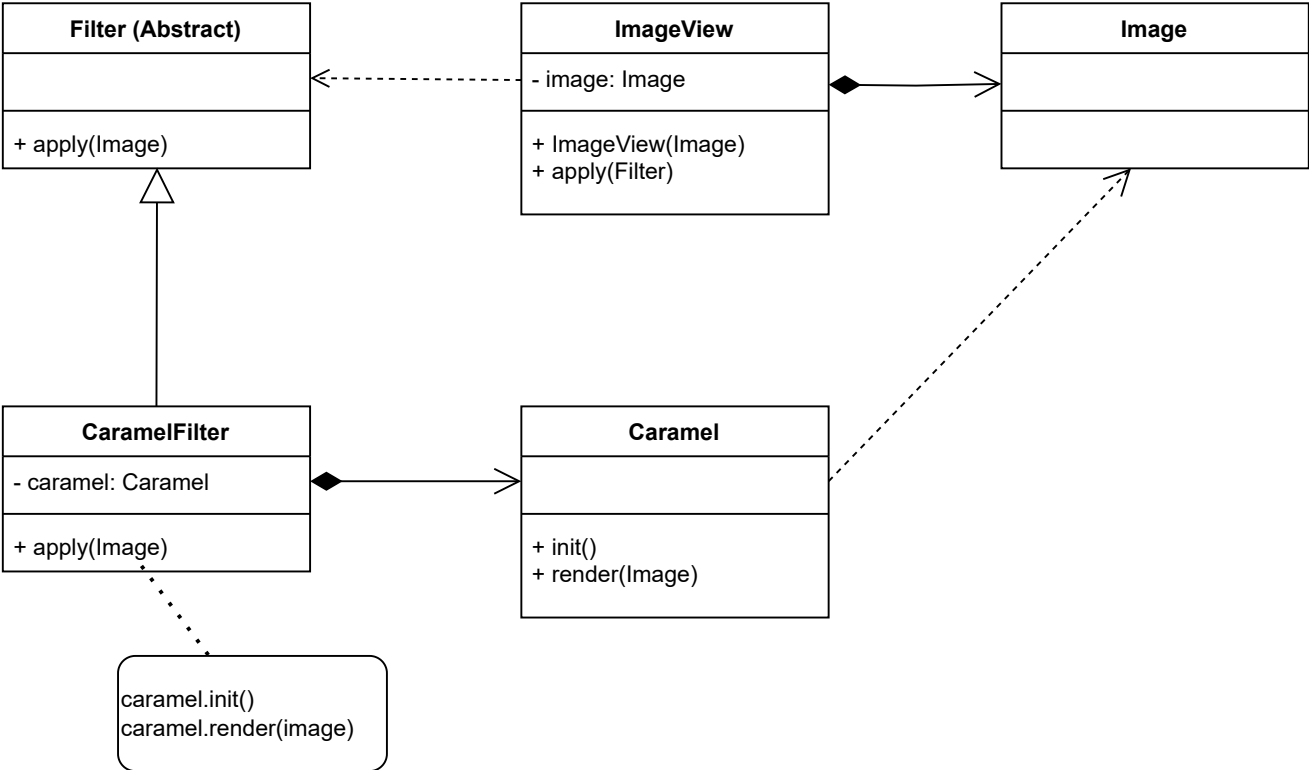 Filter (Abstract)
+ apply(Image)
ImageView
- image: Image
+ ImageView(Image)
+ apply(Filter)
Image
CaramelFilter
- caramel: Caramel
+ apply(Image)
Caramel
+ init()
+ render(Image)
caramel.init()
caramel.render(image)